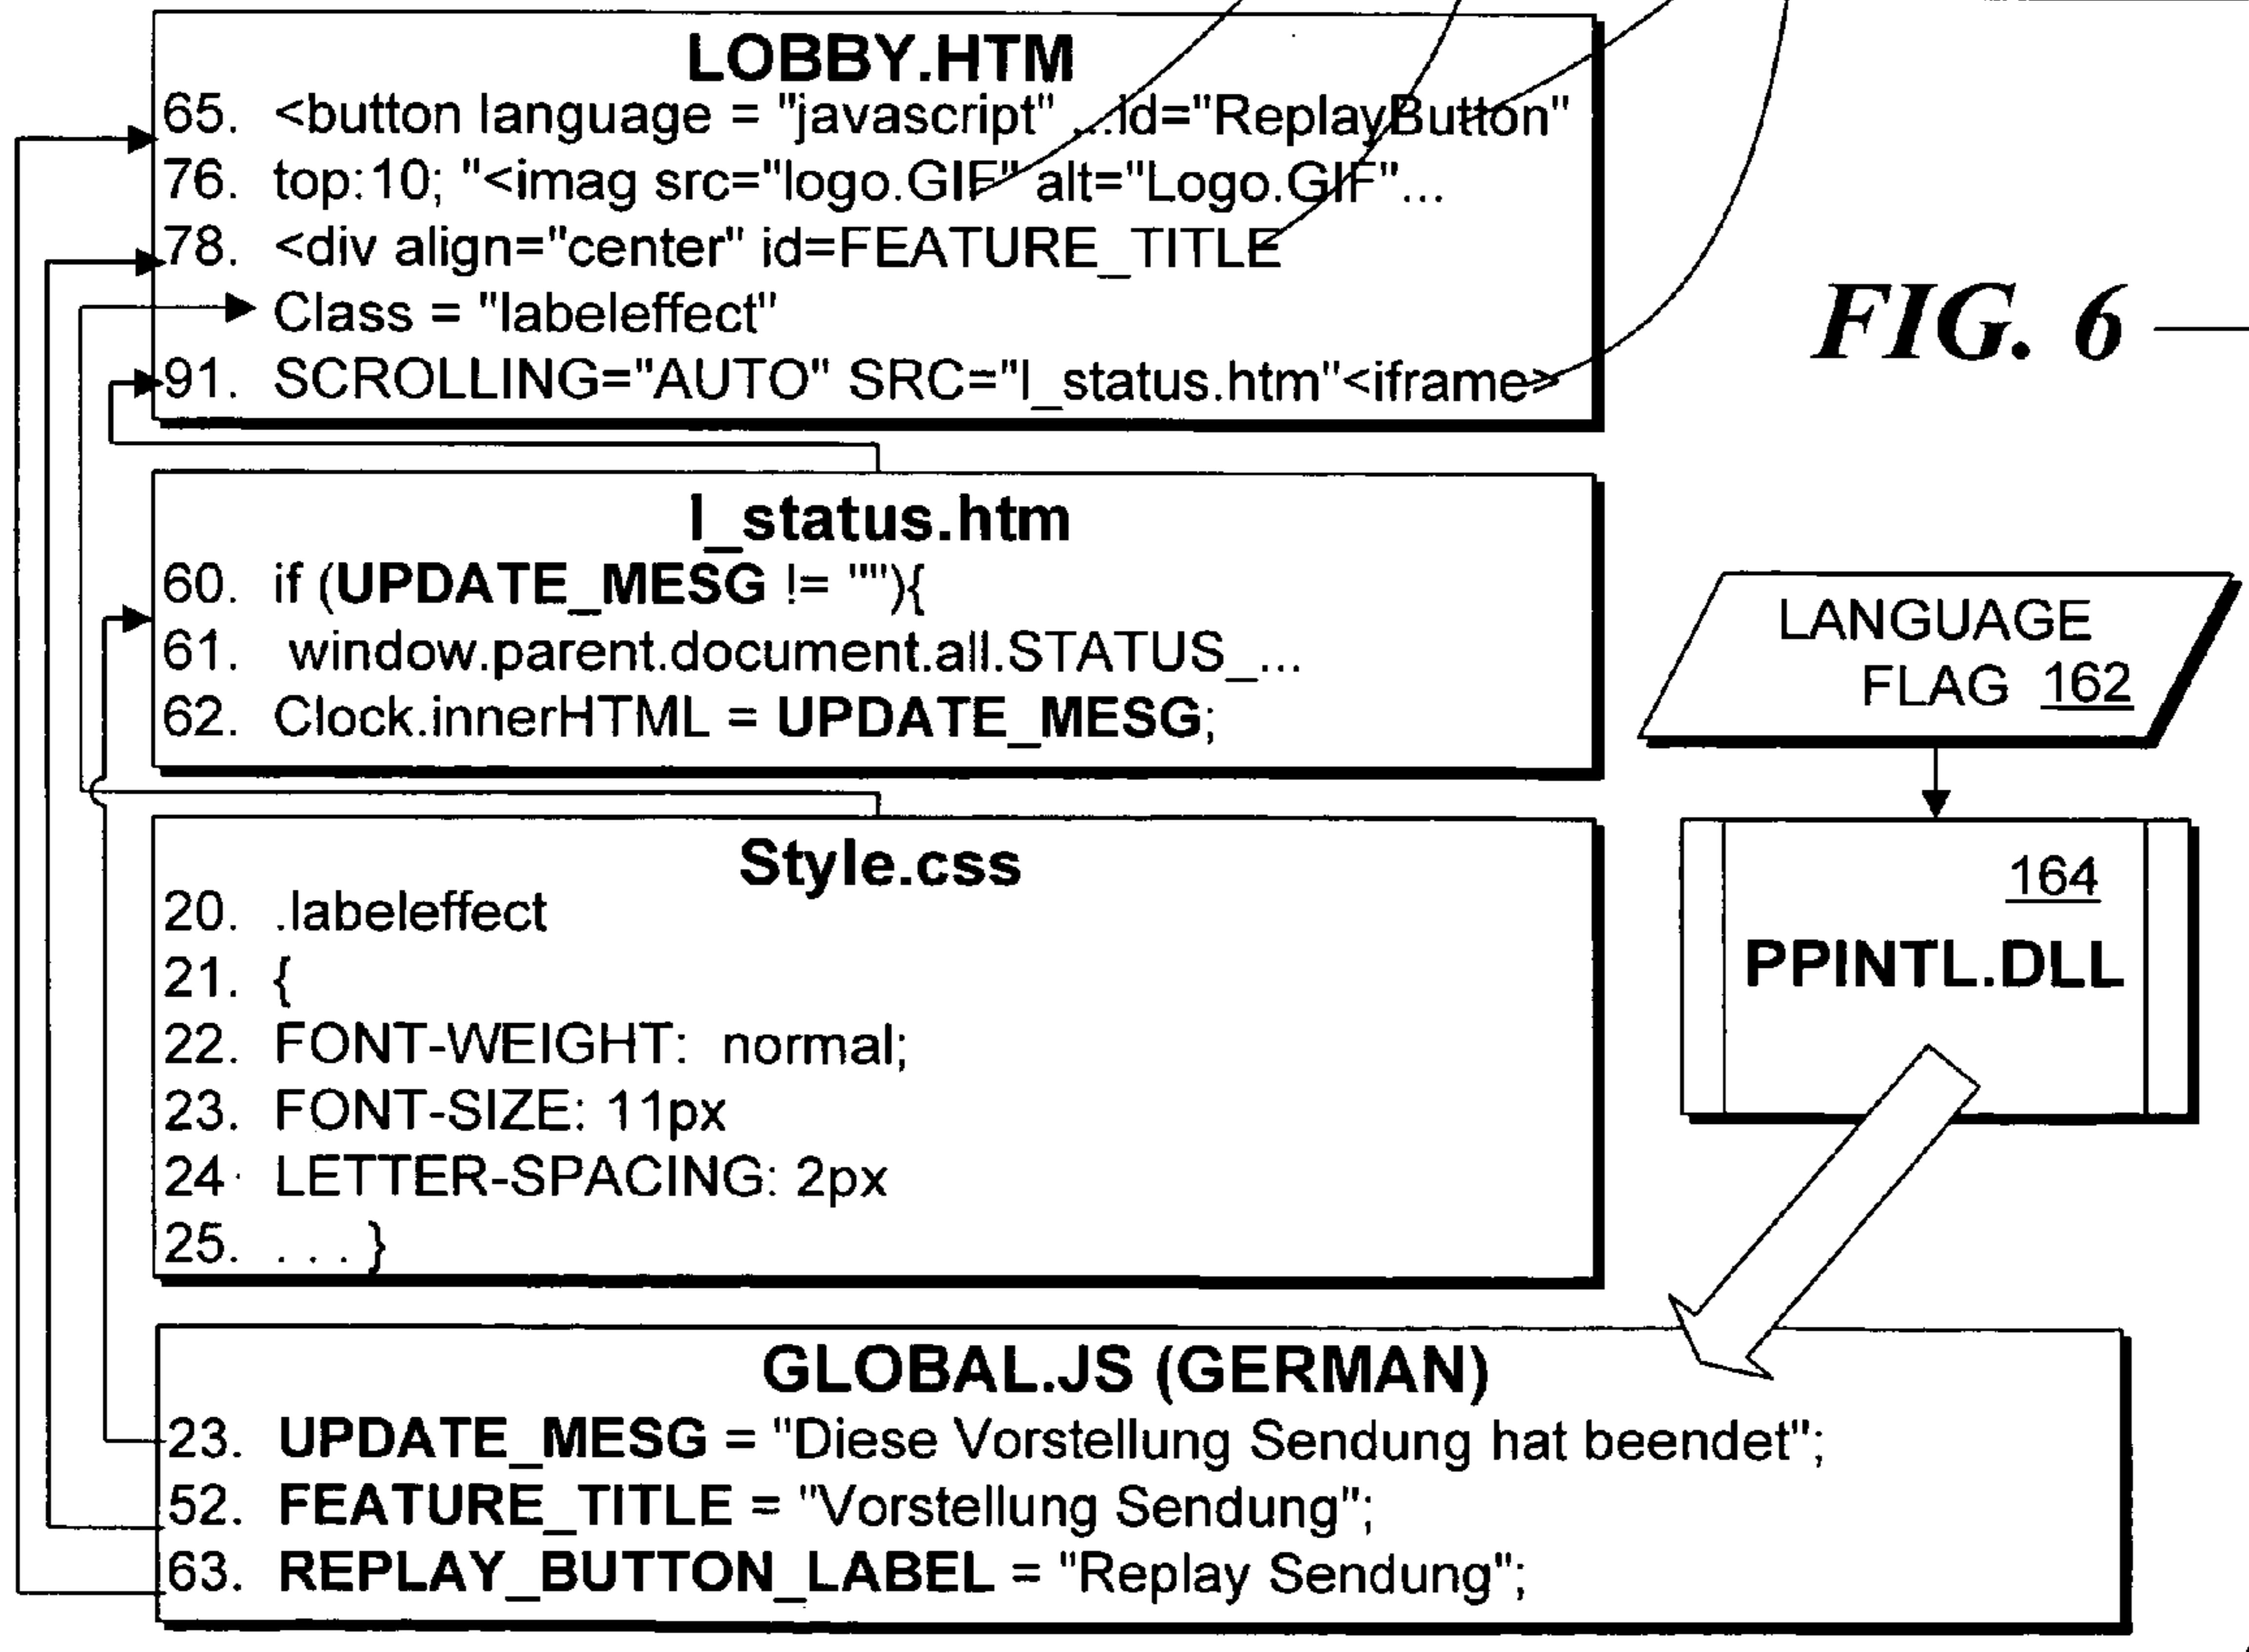 LOBBY.HTM
65. <button language = "javascript" ...Id="ReplayButton"
76. top:10; "<imag src="logo.GIF" alt="Logo.GIF"...
78. <div align="center" id=FEATURE_TITLE
Class = "labeleffect"
91. SCROLLING="AUTO" SRC="I_status.htm"<iframe>
FIG. 6
I_status.htm
60. if (UPDATE_MESG != ""){
61. window.parent.document.all.STATUS_...
62. Clock.innerHTML = UPDATE_MESG;
LANGUAGE
FLAG 162
Style.css
20. .labeleffect
21. {
22. FONT-WEIGHT: normal;
23. FONT-SIZE: 11px
24. LETTER-SPACING: 2px
25. . . . }
164
PPINTL.DLL
GLOBAL.JS (GERMAN)
23. UPDATE_MESG = "Diese Vorstellung Sendung hat beendet";
52. FEATURE_TITLE = "Vorstellung Sendung";
63. REPLAY_BUTTON_LABEL = "Replay Sendung";